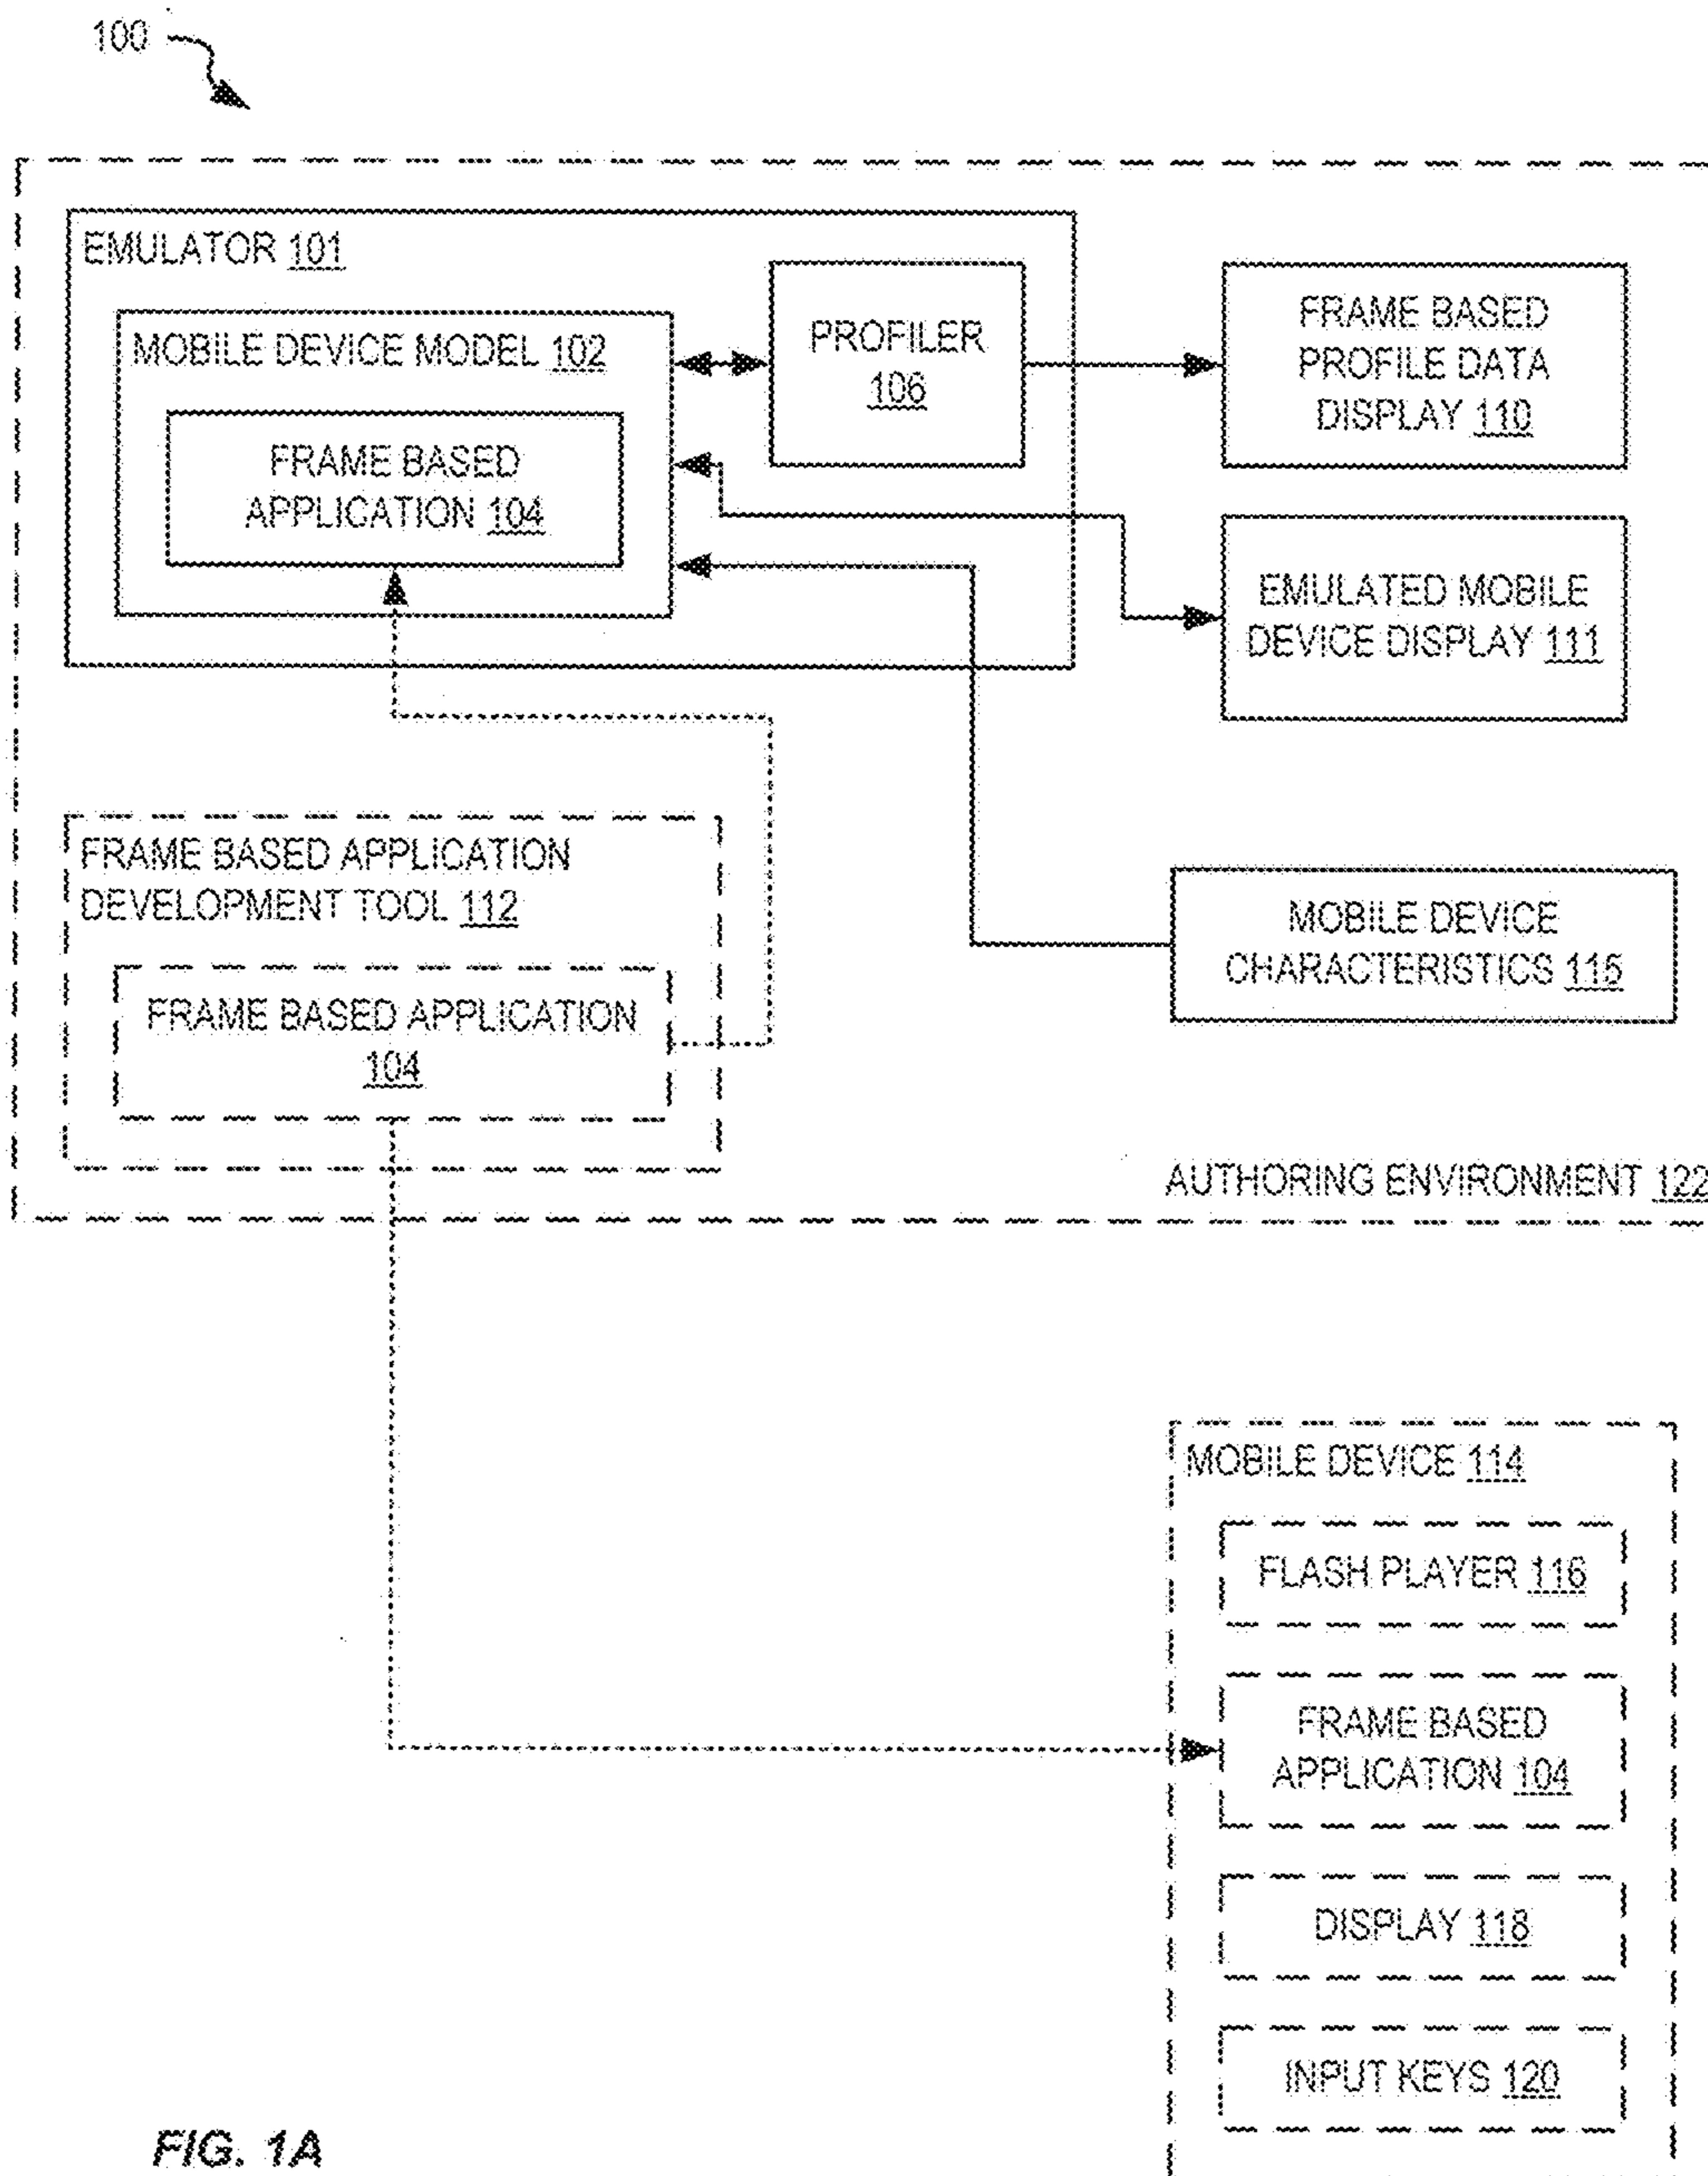 100
EMULATOR 101
MOBILE DEVICE MODEL 102
FRAME BASED
APPLICATION 104
PROFILER
106
FRAME BASED
PROFILE DATA
DISPLAY 110
EMULATED MOBILE
DEVICE DISPLAY 111
FRAME BASED APPLICATION
DEVELOPMENT TOOL 112
FRAME BASED APPLICATION
104
MOBILE DEVICE
CHARACTERISTICS 115
AUTHORING ENVIRONMENT 122
MOBILE DEVICE 114
FLASH PLAYER 116
FRAME BASED
APPLICATION 104
DISPLAY 118
INPUT KEYS 120
FIG. 1A